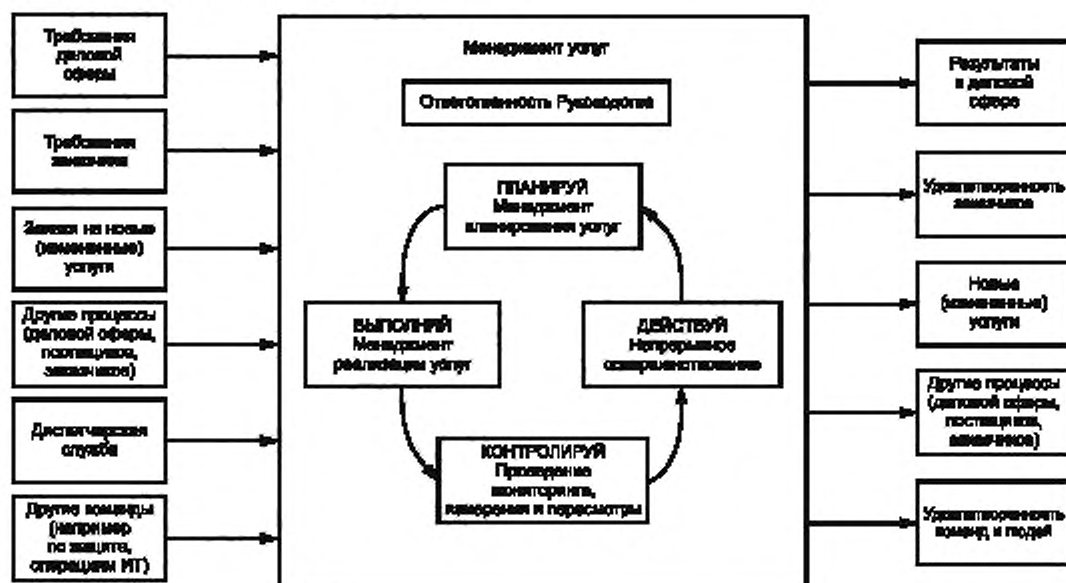 Требования
деловой
сферы
Требования
заказчика
Заявки на новые
(измененные)
услуги
Другие процессы
(деловой сферы,
поставщиков,
заказчиков)
Диспетчерская
служба
Другие команды
(например
по защите,
операциям ИТ)
Менеджмент услуг
Ответственность Руководства
ПЛАНИРУЙ
Менеджмент
планирования услуг
ВЫПОЛНЯЙ
Менеджмент
реализации услуг
ДЕЙСТВУЙ
Непрерывное
совершенствование
КОНТРОЛИРУЙ
Проведение
мониторинга,
измерения и пересмотры
Результаты
в деловой
сфере
Удовлетворенность
заказчиков
Новые
(измененные)
услуги
Другие процессы
(деловой сферы,
поставщиков,
заказчиков)
Удовлетворенность
команд и людей